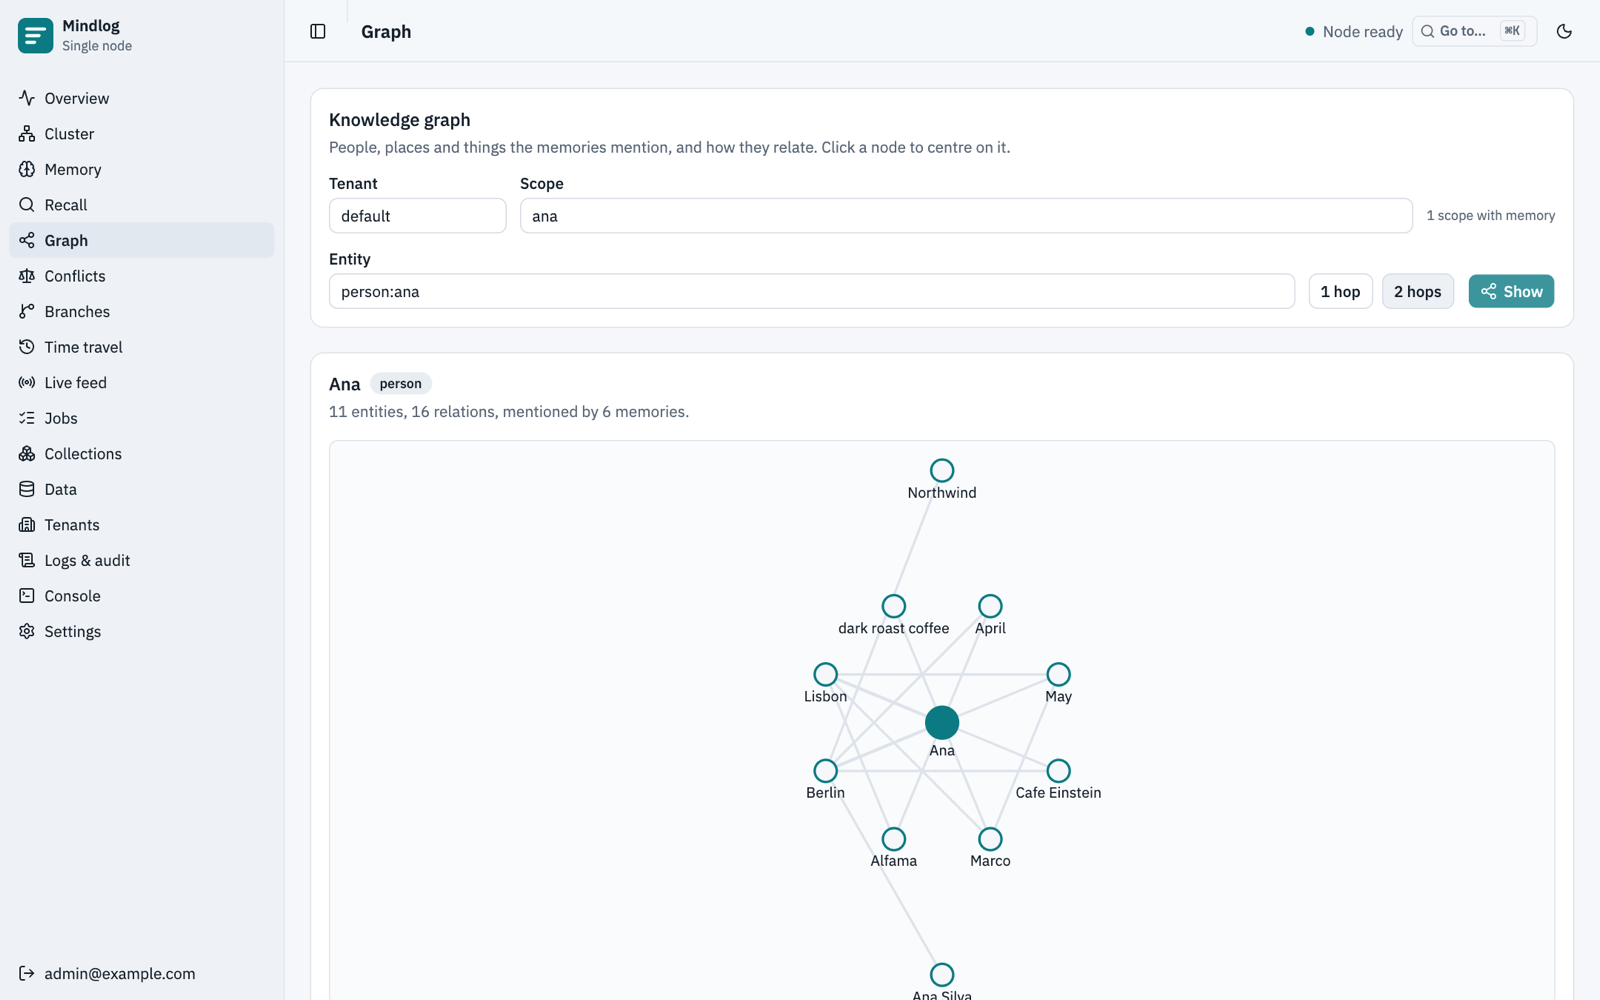 Mindlog
Single node
Overview
Cluster
Memory
Recall
Graph
Conflicts
Branches
Time travel
Live feed
Jobs
Collections
Data
Tenants
Logs & audit
Console
Settings
admin@example.com
Graph
Node ready
Go to... ⌘K
Knowledge graph
People, places and things the memories mention, and how they relate. Click a node to centre on it.
Tenant Scope
default ana 1 scope with memory
Entity
person:ana 1 hop 2 hops Show
Ana person
11 entities, 16 relations, mentioned by 6 memories.
Northwind
dark roast coffee April
Lisbon May
Ana
Berlin Cafe Einstein
Alfama Marco
Ana Silva